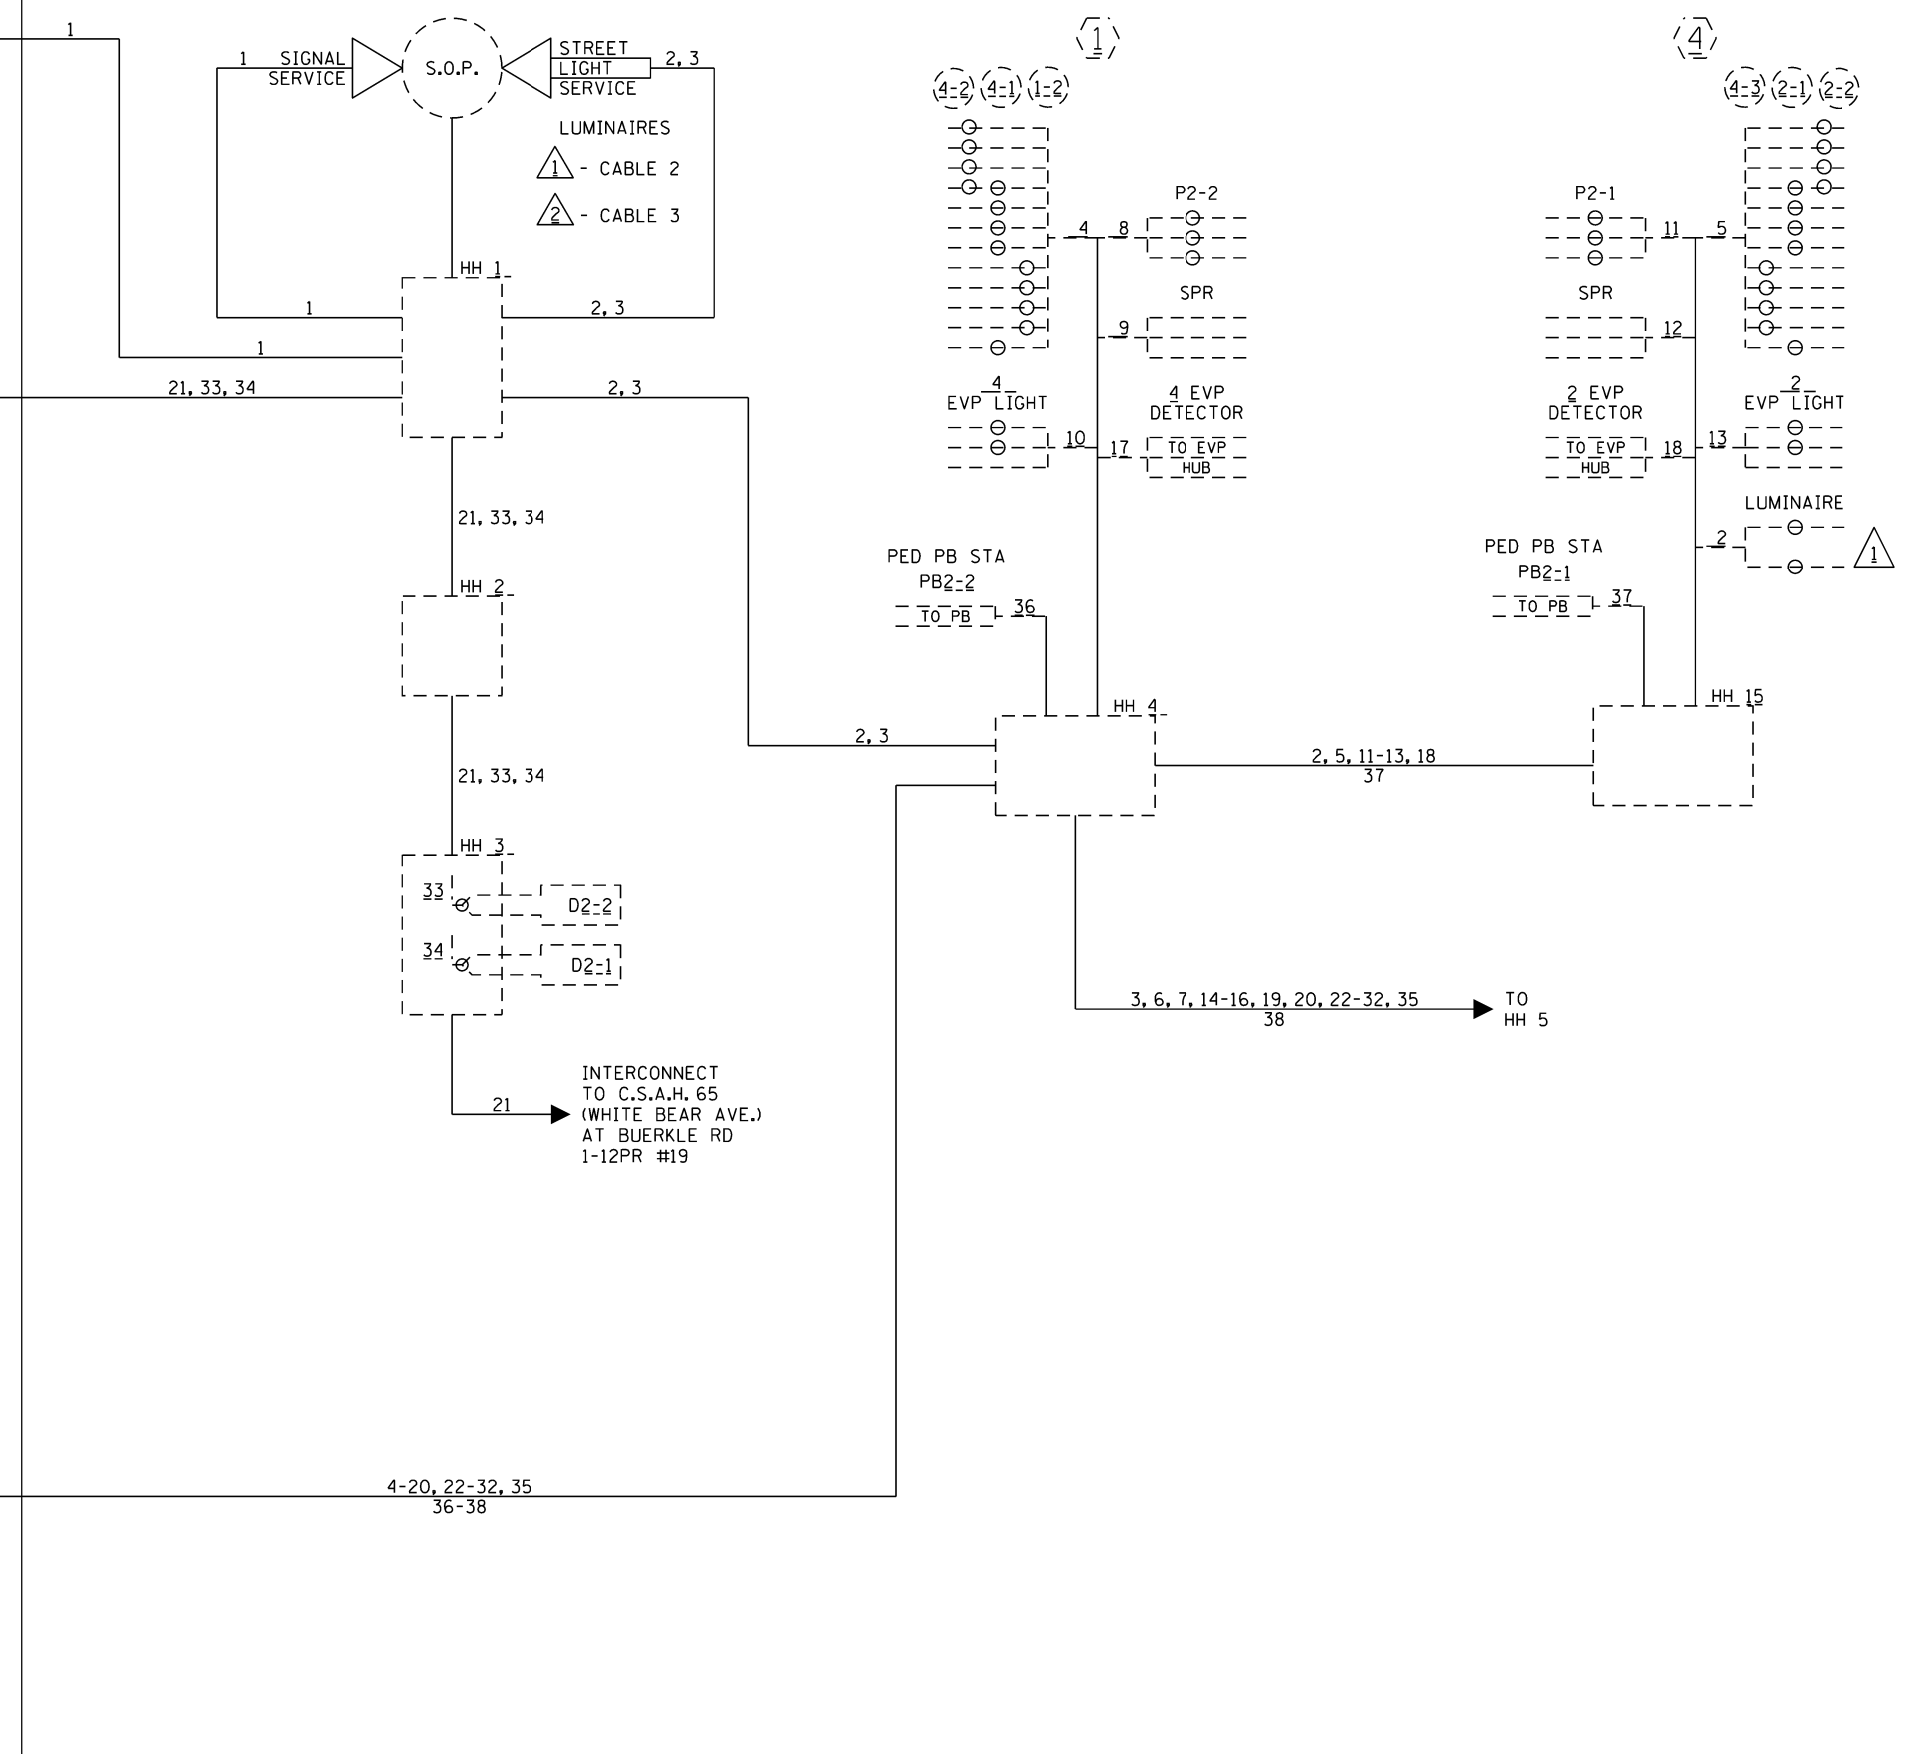 1
1
SIGNAL
SERVICE
S.O.P.
STREET
LIGHT
SERVICE
2, 3
LUMINAIRES
1 - CABLE 2
2 - CABLE 3
HH 1
1
2, 3
1
21, 33, 34
2, 3
21, 33, 34
HH 2
21, 33, 34
HH 3
33
D2-2
34
D2-1
21
INTERCONNECT
TO C.S.A.H. 65
(WHITE BEAR AVE.)
AT BUERKLE RD
1-12PR #19
4-20, 22-32, 35
36-38
1
4-2 4-1 1-2
4
8
P2-2
SPR
9
4
EVP LIGHT
10
4 EVP
DETECTOR
17
TO EVP
HUB
PED PB STA
PB2-2
TO PB
36
HH 4
2, 3
2, 5, 11-13, 18
37
3, 6, 7, 14-16, 19, 20, 22-32, 35
38
TO
HH 5
4
4-3 2-1 2-2
P2-1
11
5
SPR
12
2 EVP
DETECTOR
TO EVP
HUB
18
2
EVP LIGHT
13
LUMINAIRE
2
1
PED PB STA
PB2-1
TO PB
37
HH 15